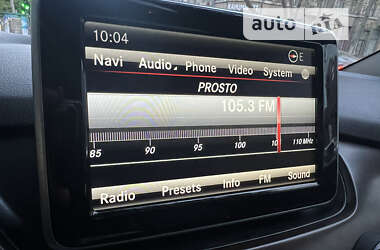 auto RIA
10:04
E
Navi Audio Phone Video System
PROSTO
105.3 FM
85 90 95 100 10 110 MHz
Radio Presets Info FM Sound